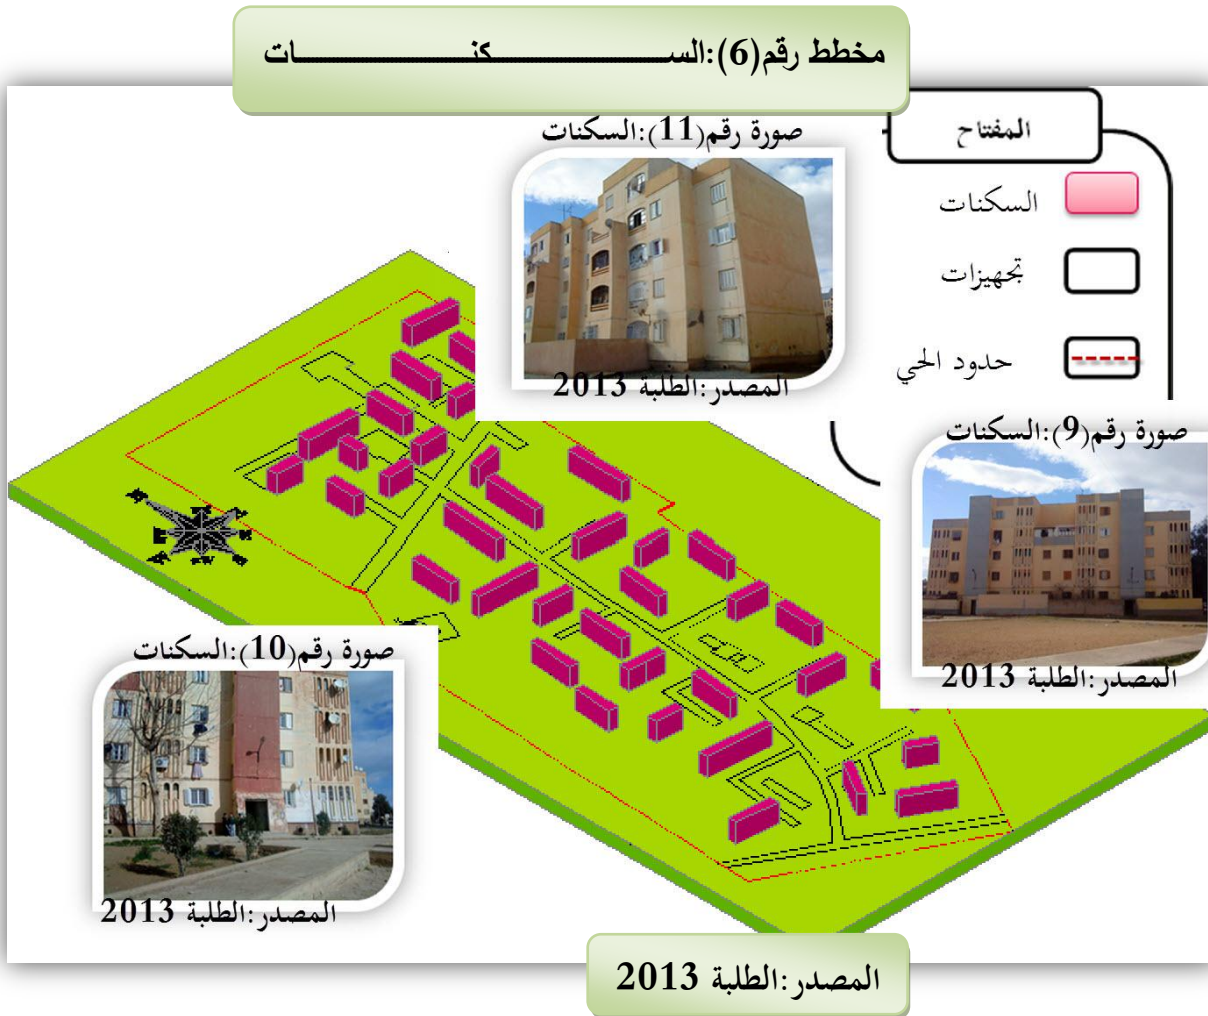 مخطط رقم(6):الســــــكنــــــــات
المفتاح
السكنات
تجهيزات
حدود الحي
صورة رقم(11):السكنات
المصدر:الطلبة 2013
صورة رقم(9):السكنات
المصدر:الطلبة 2013
صورة رقم(10):السكنات
المصدر:الطلبة 2013
المصدر:الطلبة 2013